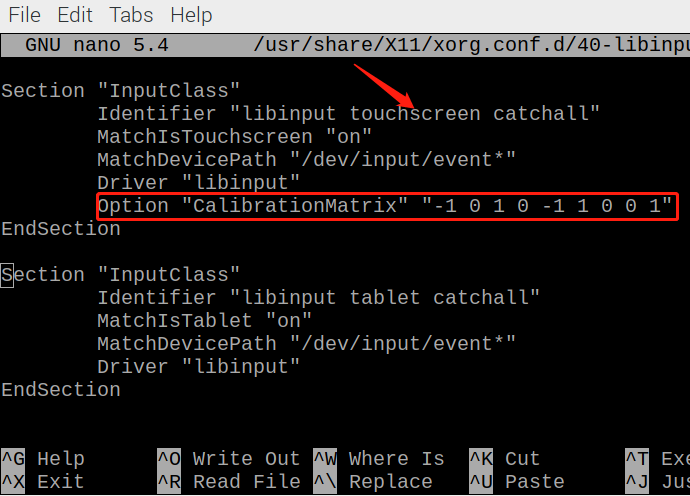 File Edit Tabs Help
GNU nano 5.4 /usr/share/X11/xorg.conf.d/40-libinpu
Section "InputClass"
Identifier "libinput touchscreen catchall"
MatchIsTouchscreen "on"
MatchDevicePath "/dev/input/event*"
Driver "libinput"
Option "CalibrationMatrix" "-1 0 1 0 -1 1 0 0 1"
EndSection
Section "InputClass"
Identifier "libinput tablet catchall"
MatchIsTablet "on"
MatchDevicePath "/dev/input/event*"
Driver "libinput"
EndSection
^G Help ^O Write Out ^W Where Is ^K Cut ^T Exe
^X Exit ^R Read File ^\ Replace ^U Paste ^J Jus